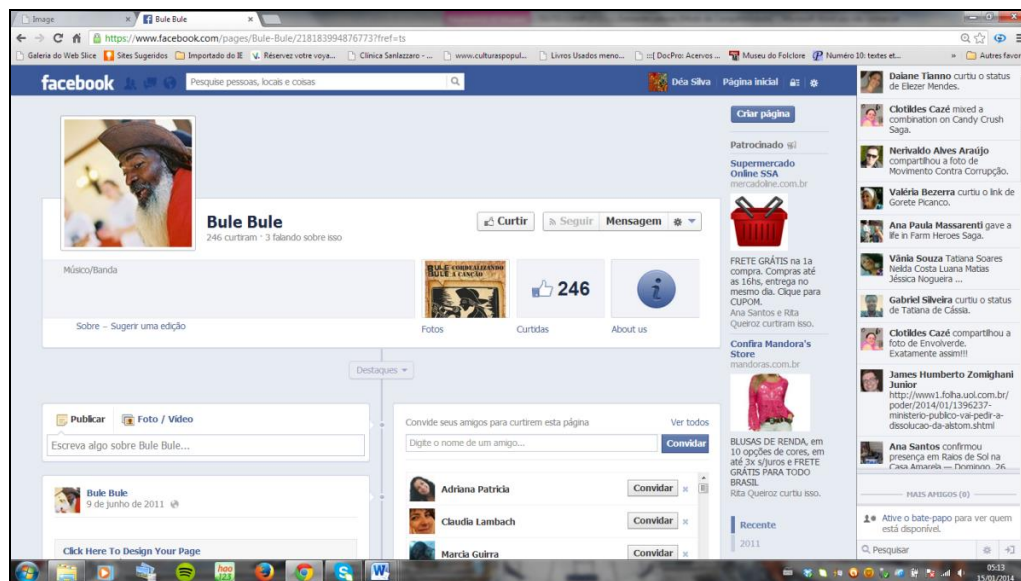 Image
Bule Bule
https://www.facebook.com/pages/Bule-Bule/218183994876773?fref=ts
Galeria do Web Slice
Sites Sugeridos
Importado do IE
Réservez votre voya...
Clínica Sanlazzaro - ...
www.culturaspopul...
Livros Usados meno...
::[ DocPro: Acervos ...
Museu do Folclore
Número 10: textes et...
»
Autres favor
facebook
Pesquise pessoas, locais e coisas
Déa Silva
Página inicial
Bule Bule
246 curtiram · 3 falando sobre isso
Curtir
Seguir
Mensagem
Músico/Banda
Sobre – Sugerir uma edição
BULE BULE
CORDEALIZANDO
A CANÇÃO
Fotos
246
Curtidas
i
About us
Destaques
Publicar
Foto / Vídeo
Escreva algo sobre Bule Bule...
Bule Bule
9 de junho de 2011
Click Here To Design Your Page
Convide seus amigos para curtirem esta página
Ver todos
Digite o nome de um amigo...
Convidar
Adriana Patricia
Convidar
Claudia Lambach
Convidar
Marcia Guirra
Convidar
Criar página
Patrocinado
Supermercado
Online SSA
mercadoline.com.br
FRETE GRÁTIS na 1a
compra. Compras até
as 16hs, entrega no
mesmo dia. Clique para
CUPOM.
Ana Santos e Rita
Queiroz curtiram isso.
Confira Mandora's
Store
mandoras.com.br
BLUSAS DE RENDA, em
10 opções de cores, em
até 3x s/juros e FRETE
GRÁTIS PARA TODO
BRASIL
Rita Queiroz curtiu isso.
Recente
2011
Daiane Tianno curtiu o status
de Eliezer Mendes.
Clotildes Cazé mixed a
combination on Candy Crush
Saga.
Nerivaldo Alves Araújo
compartilhou a foto de
Movimento Contra Corrupção.
Valéria Bezerra curtiu o link de
Gorete Picanco.
Ana Paula Massarenti gave a
life in Farm Heroes Saga.
Vânia Souza Tatiana Soares
Nelda Costa Luana Matias
Jéssica Nogueira ...
Gabriel Silveira curtiu o status
de Tatiana de Cássia.
Clotildes Cazé compartilhou a
foto de Envolverde.
Exatamente assim!!!
James Humberto Zomighani
Junior
http://www1.folha.uol.com.br/
poder/2014/01/1396237-
ministerio-publico-vai-pedir-a-
dissolucao-da-alstom.shtml
Ana Santos confirmou
presença em Raios de Sol na
Casa Amarela — Domingo, 26
MAIS AMIGOS (8)
Ative o bate-papo para ver quem
está disponível.
Pesquisar
hao
123
05:13
15/01/2014